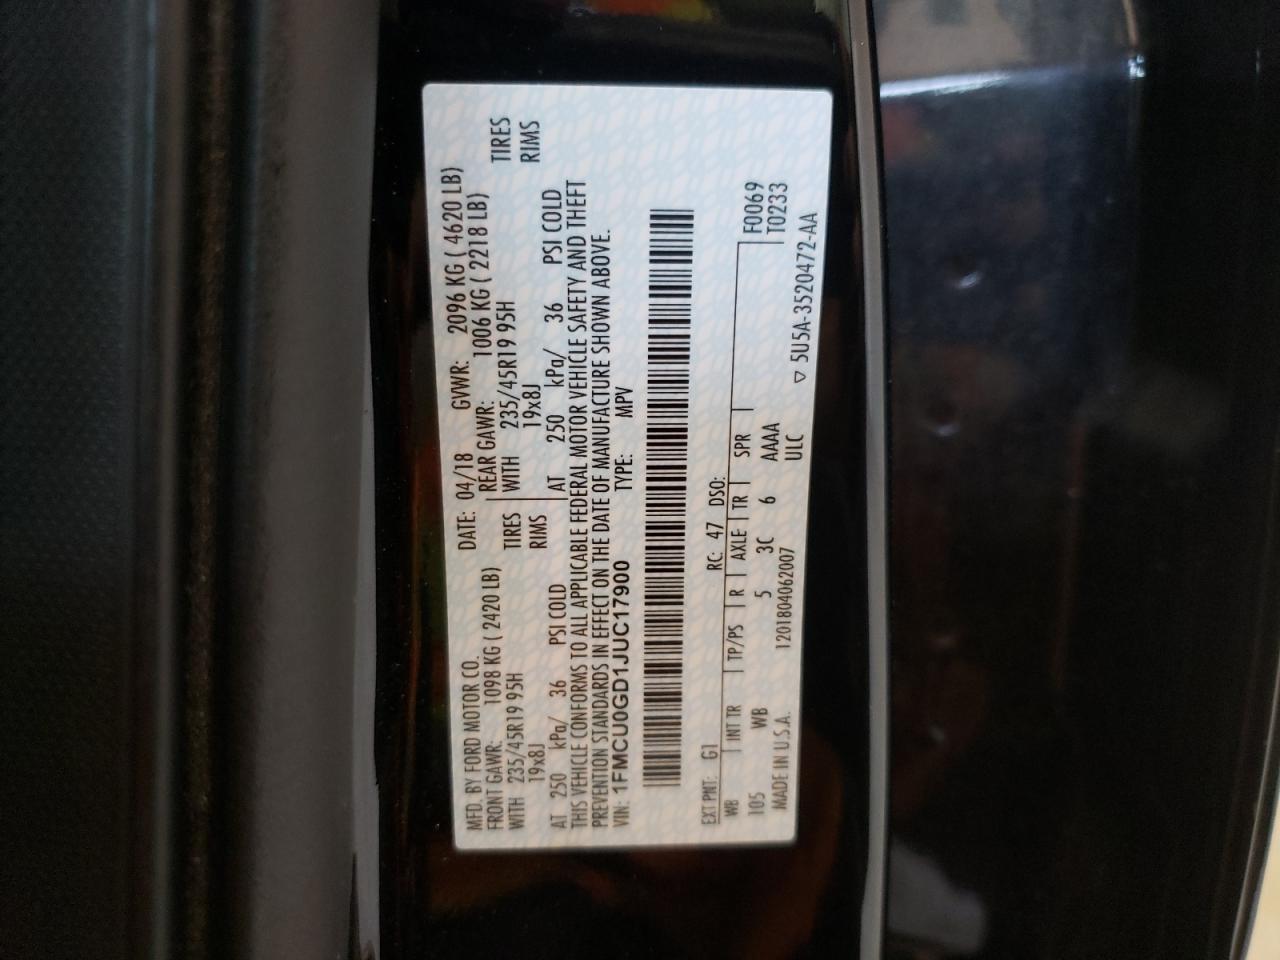 MFD. BY FORD MOTOR CO. DATE: 04/18 GVWR: 2096 KG ( 4620 LB)
FRONT GAWR: 1098 KG ( 2420 LB) REAR GAWR: 1006 KG ( 2218 LB)
WITH 235/45R19 95H TIRES WITH 235/45R19 95H TIRES
19x8J RIMS 19x8J RIMS
AT 250 kPa/ 36 PSI COLD AT 250 kPa/ 36 PSI COLD
THIS VEHICLE CONFORMS TO ALL APPLICABLE FEDERAL MOTOR VEHICLE SAFETY AND THEFT
PREVENTION STANDARDS IN EFFECT ON THE DATE OF MANUFACTURE SHOWN ABOVE.
VIN: 1FMCU0GD1JUC17900 TYPE: MPV
EXT PNT: G1 RC: 47 DSO:
WB INT TR TP/PS R AXLE TR SPR F0069
105 WB 5 3C 6 AAAA T0233
MADE IN U.S.A. 1201804062007 ULC
▽ 5U5A-3520472-AA